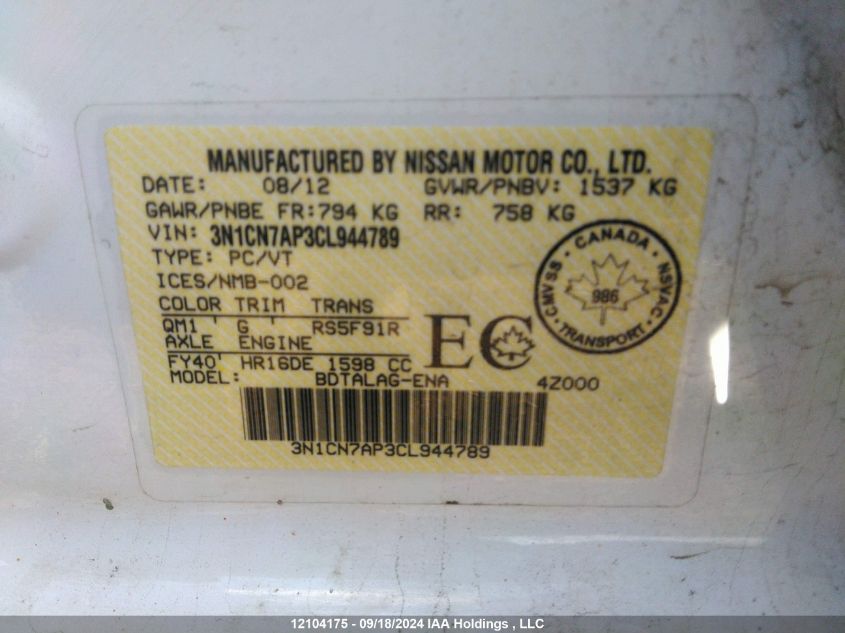 MANUFACTURED BY NISSAN MOTOR CO., LTD.
DATE: 08/12 GVWR/PNBV: 1537 KG
GAWR/PNBE FR:794 KG RR: 758 KG
VIN: 3N1CN7AP3CL944789
TYPE: PC/VT
ICES/NMB-002
CANADA
CMVSS NSVAC
986
TRANSPORT
COLOR TRIM TRANS
QM1 G RS5F91R
AXLE ENGINE
FY40 HR16DE 1598 CC
EC
MODEL: BDTALAG-ENA 4Z000
3N1CN7AP3CL944789
12104175 - 09/18/2024 IAA Holdings , LLC